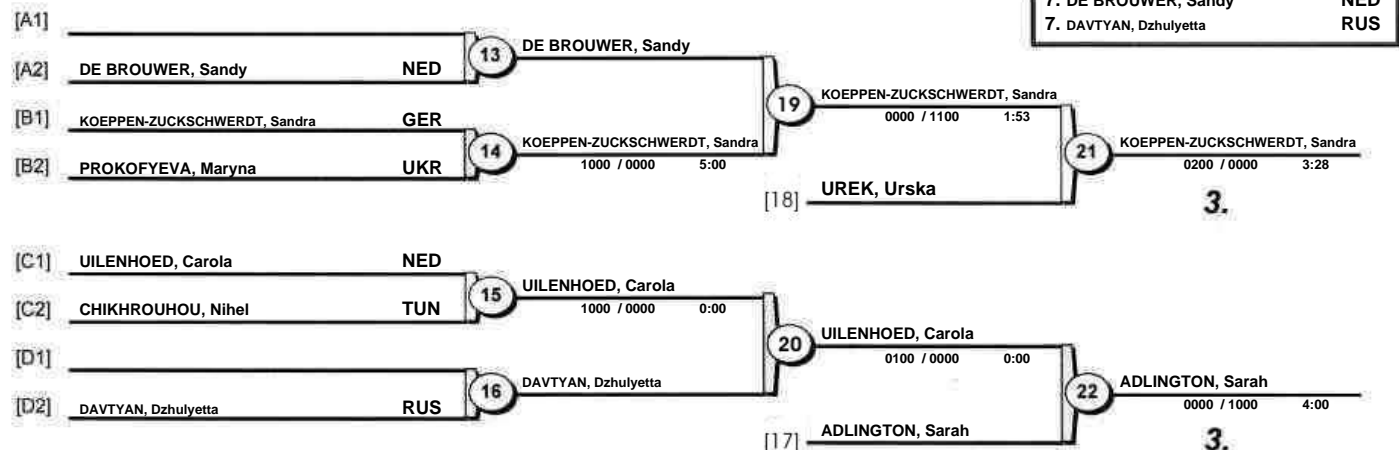 7. DE BROUWER, Sandy NED
7. DAVTYAN, Dzhulyetta RUS
[A1]
13 DE BROUWER, Sandy
[A2] DE BROUWER, Sandy NED
19 KOEPPEN-ZUCKSCHWERDT, Sandra
0000 / 1100 1:53
[B1] KOEPPEN-ZUCKSCHWERDT, Sandra GER
14 KOEPPEN-ZUCKSCHWERDT, Sandra
1000 / 0000 5:00
21 KOEPPEN-ZUCKSCHWERDT, Sandra
0200 / 0000 3:28
[B2] PROKOFYEVA, Maryna UKR
[18] UREK, Urska
3.
[C1] UILENHOED, Carola NED
15 UILENHOED, Carola
1000 / 0000 0:00
[C2] CHIKHROUHOU, Nihel TUN
20 UILENHOED, Carola
0100 / 0000 0:00
[D1]
16 DAVTYAN, Dzhulyetta
22 ADLINGTON, Sarah
0000 / 1000 4:00
[D2] DAVTYAN, Dzhulyetta RUS
[17] ADLINGTON, Sarah
3.